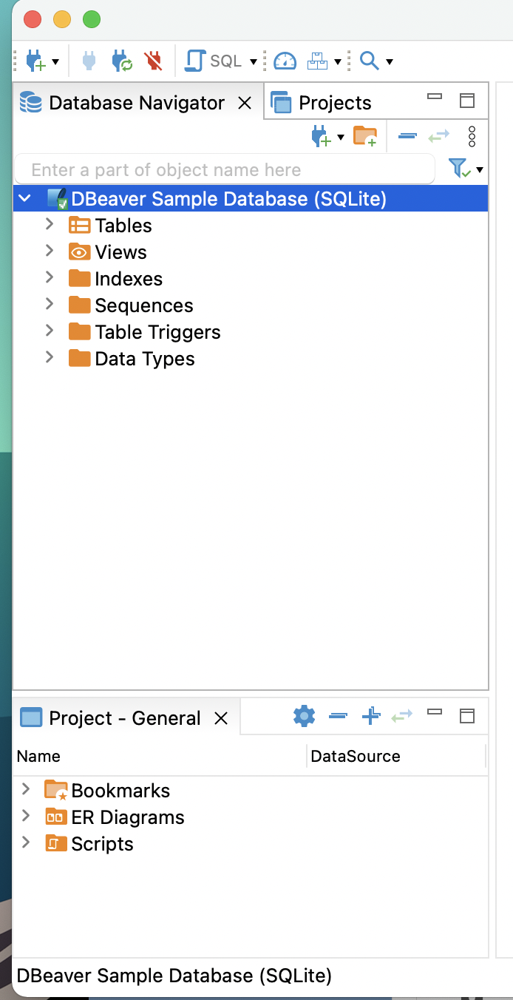 SQL
Database Navigator
Projects
Enter a part of object name here
DBeaver Sample Database (SQLite)
Tables
Views
Indexes
Sequences
Table Triggers
Data Types
Project - General
Name DataSource
Bookmarks
ER Diagrams
Scripts
DBeaver Sample Database (SQLite)